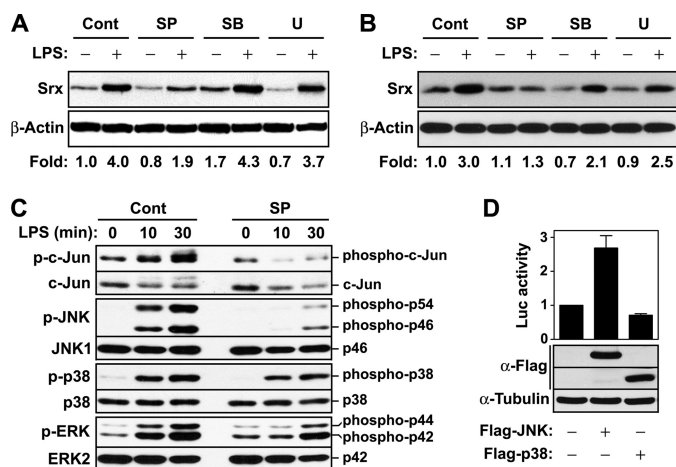 A
Cont SP SB U
LPS: – + – + – + – +
Srx
β-Actin
Fold: 1.0 4.0 0.8 1.9 1.7 4.3 0.7 3.7
B
Cont SP SB U
LPS: – + – + – + – +
Srx
β-Actin
Fold: 1.0 3.0 1.1 1.3 0.7 2.1 0.9 2.5
C
Cont SP
LPS (min): 0 10 30 0 10 30
p-c-Jun phospho-c-Jun
c-Jun c-Jun
phospho-p54
p-JNK
phospho-p46
JNK1 p46
p-p38 phospho-p38
p38 p38
phospho-p44
p-ERK
phospho-p42
ERK2 p42
D
Luc activity
3
2
1
0
α-Flag
α-Tubulin
Flag-JNK – + –
Flag-p38 – – +